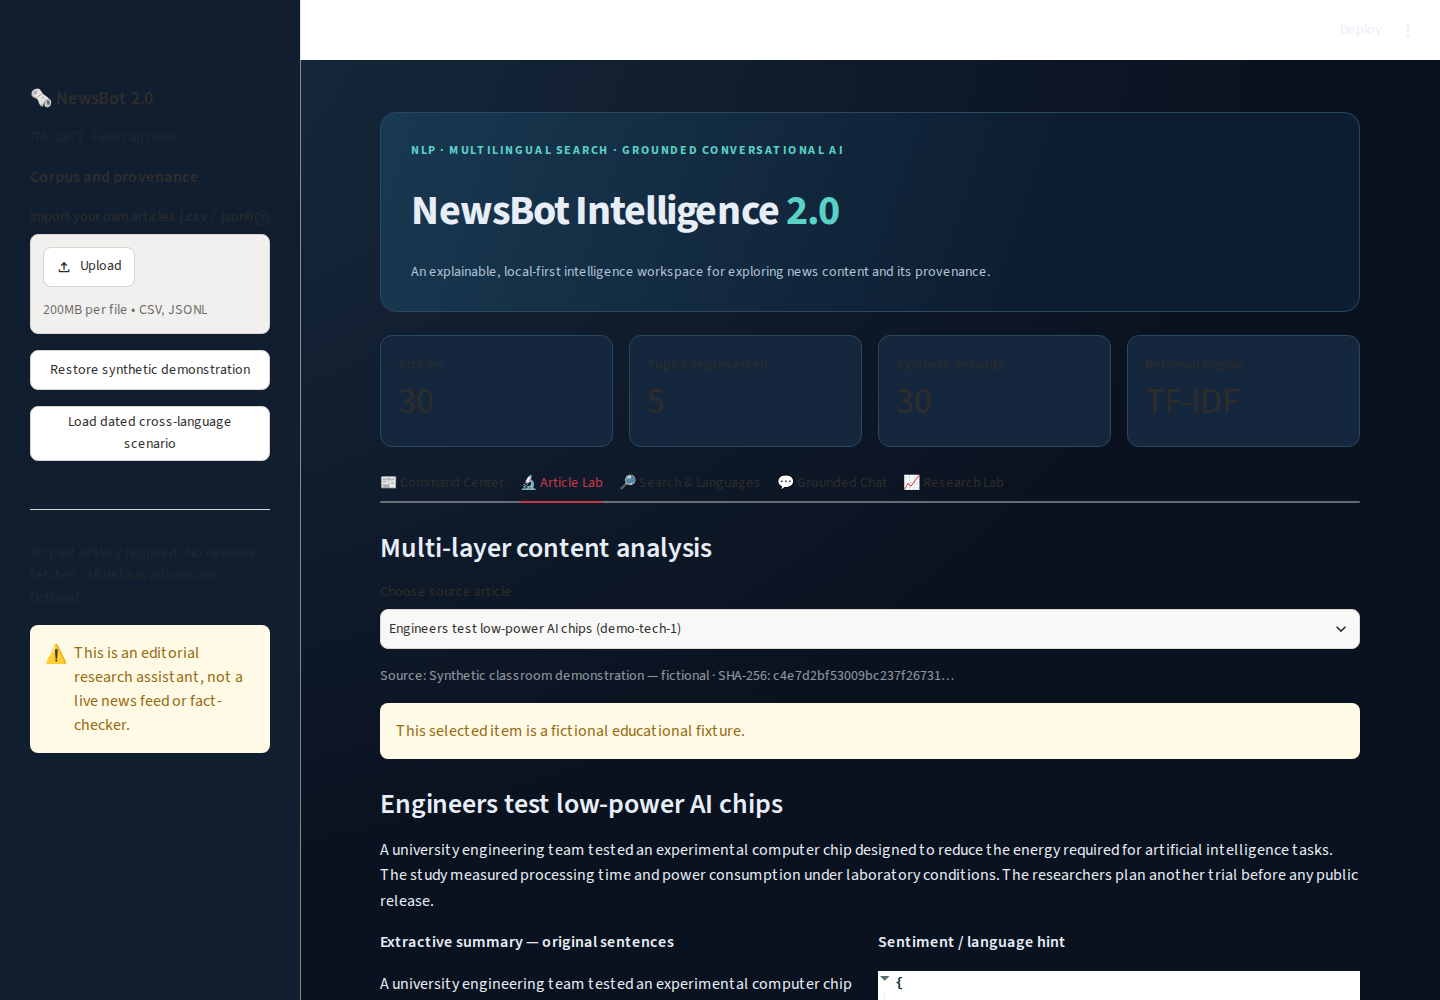 Deploy
🗞️ NewsBot 2.0
ITAI 2373 · Final capstone
Corpus and provenance
Import your own articles (.csv / .jsonl)
Upload
200MB per file • CSV, JSONL
Restore synthetic demonstration
Load dated cross-language
scenario
No paid API key required · No network
fetches · All default articles are
fictional
⚠️ This is an editorial
research assistant, not a
live news feed or fact-
checker.
NLP · MULTILINGUAL SEARCH · GROUNDED CONVERSATIONAL AI
NewsBot Intelligence 2.0
An explainable, local-first intelligence workspace for exploring news content and its provenance.
Articles
30
Topics represented
5
Synthetic records
30
Retrieval engine
TF-IDF
📰 Command Center 🔬 Article Lab 🔎 Search & Languages 💬 Grounded Chat 📈 Research Lab
Multi-layer content analysis
Choose source article
Engineers test low-power AI chips (demo-tech-1)
Source: Synthetic classroom demonstration — fictional · SHA-256: c4e7d2bf53009bc237f26731…
This selected item is a fictional educational fixture.
Engineers test low-power AI chips
A university engineering team tested an experimental computer chip designed to reduce the energy required for artificial intelligence tasks.
The study measured processing time and power consumption under laboratory conditions. The researchers plan another trial before any public
release.
Extractive summary — original sentences
A university engineering team tested an experimental computer chip
Sentiment / language hint
{